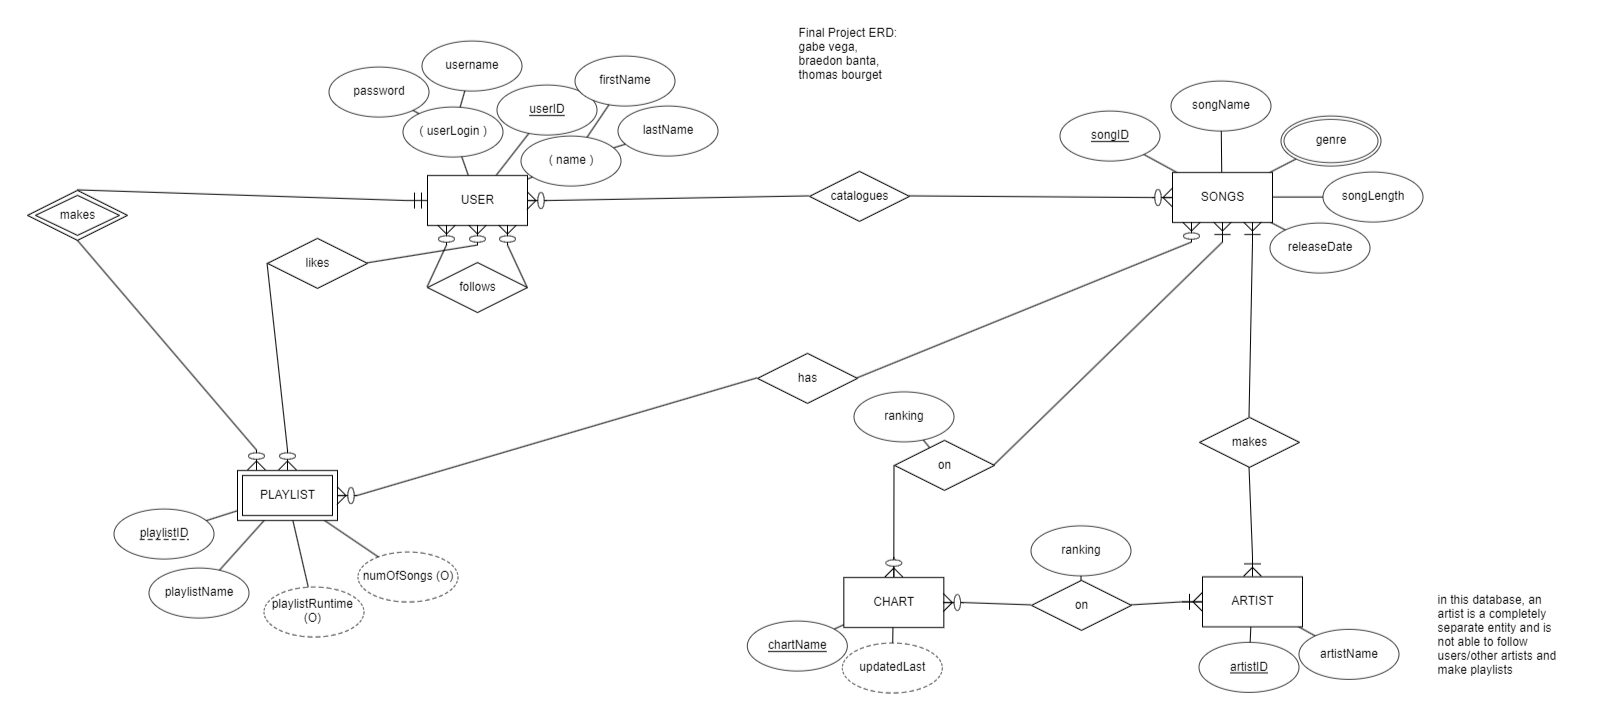 Final Project ERD:
gabe vega,
braedon banta,
thomas bourget
username
password
firstName
userID
( userLogin )
lastName
( name )
USER
makes
likes
follows
catalogues
songName
songID
genre
SONGS
songLength
releaseDate
has
ranking
on
makes
PLAYLIST
playlistID
playlistName
playlistRuntime
(O)
numOfSongs (O)
ranking
CHART
on
ARTIST
chartName
updatedLast
artistID
artistName
in this database, an
artist is a completely
separate entity and is
not able to follow
users/other artists and
make playlists